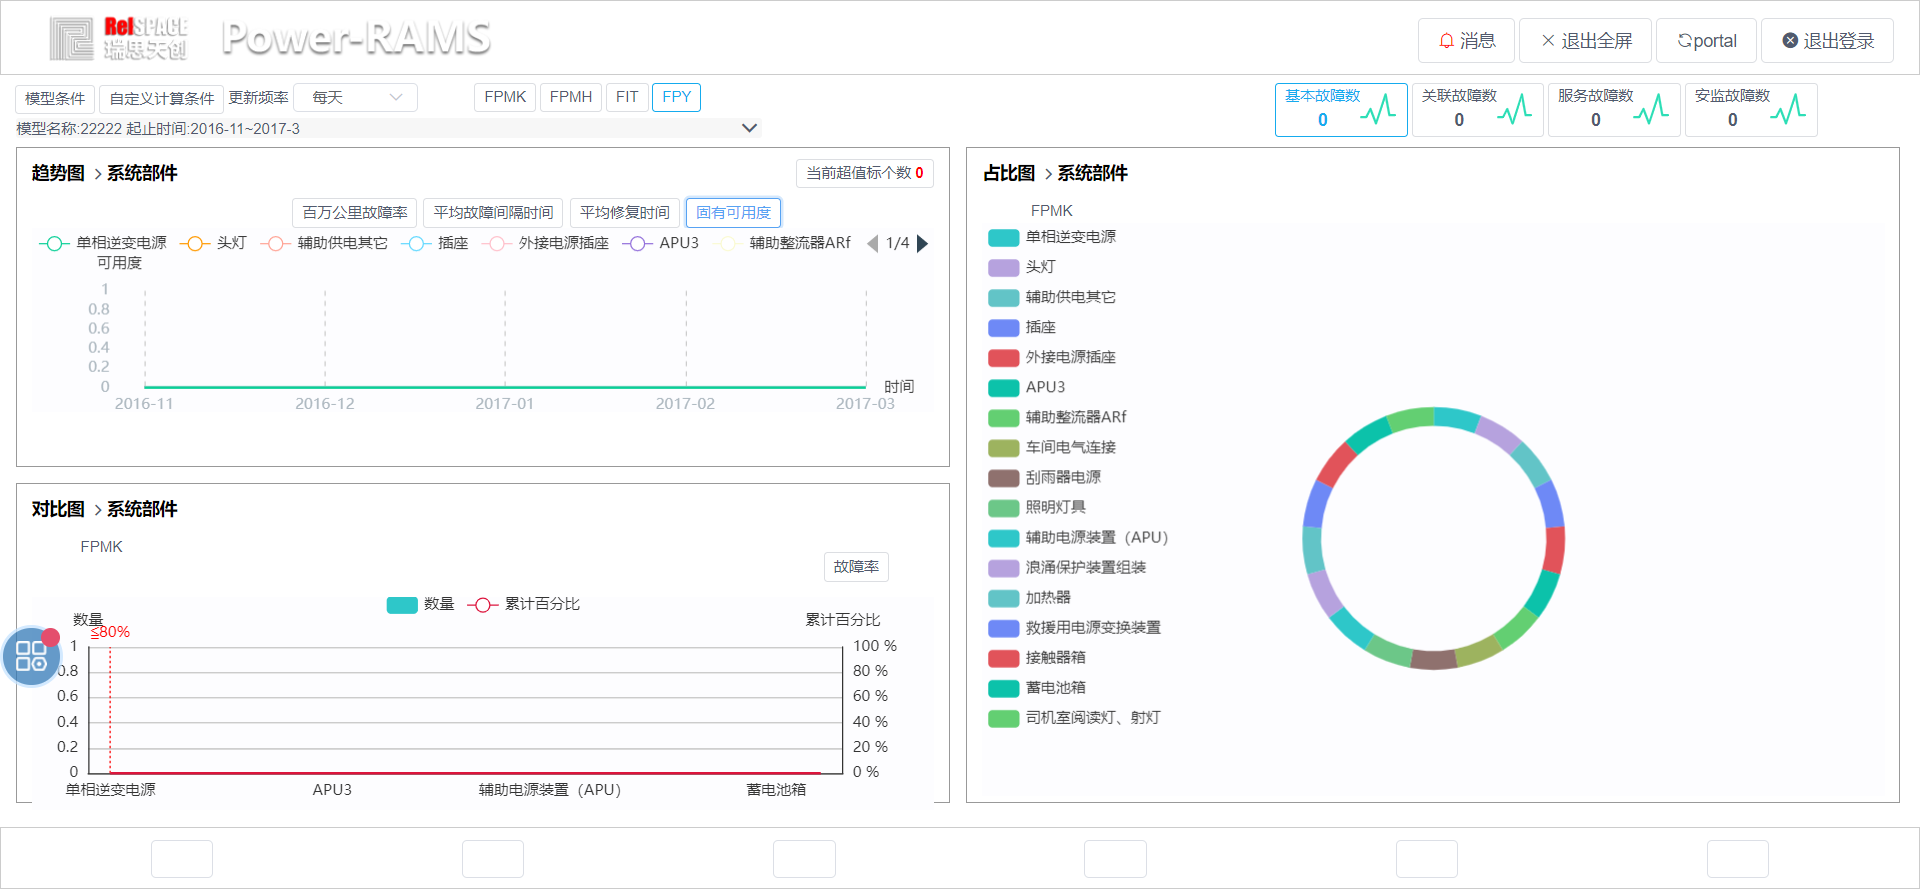 RelSPACE
瑞思天创
Power-RAMS
消息
退出全屏
portal
退出登录
模型条件
自定义计算条件
更新频率
每天
FPMK
FPMH
FIT
FPY
基本故障数
0
关联故障数
0
服务故障数
0
安监故障数
0
模型名称:22222 起止时间:2016-11~2017-3
趋势图 > 系统部件
当前超值标个数 0
百万公里故障率
平均故障间隔时间
平均修复时间
固有可用度
单相逆变电源
头灯
辅助供电其它
插座
外接电源插座
APU3
辅助整流器ARf
1/4
可用度
1
0.8
0.6
0.4
0.2
0
时间
2016-11
2016-12
2017-01
2017-02
2017-03
对比图 > 系统部件
FPMK
故障率
数量
累计百分比
数量
累计百分比
≤80%
1
0.8
0.6
0.4
0.2
0
100 %
80 %
60 %
40 %
20 %
0 %
单相逆变电源
APU3
辅助电源装置（APU）
蓄电池箱
占比图 > 系统部件
FPMK
单相逆变电源
头灯
辅助供电其它
插座
外接电源插座
APU3
辅助整流器ARf
车间电气连接
刮雨器电源
照明灯具
辅助电源装置（APU）
浪涌保护装置组装
加热器
救援用电源变换装置
接触器箱
蓄电池箱
司机室阅读灯、射灯